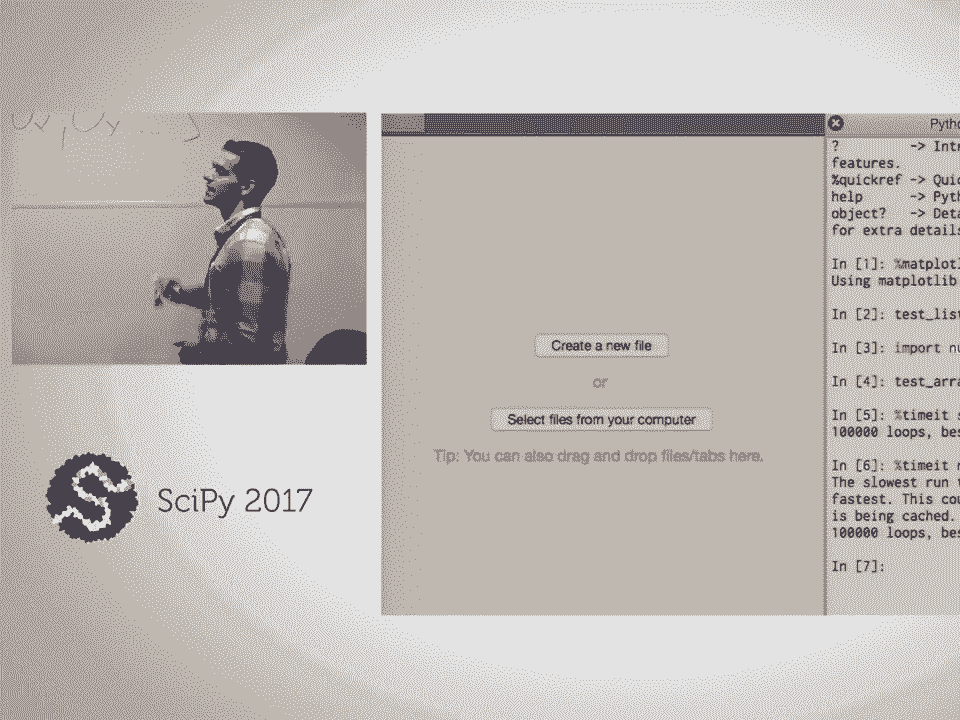 SciPy 2017
Create a new file
or
Select files from your computer
Tip: You can also drag and drop files/tabs here.
Pyth
? -> Intr
features.
%quickref -> Quic
help -> Pyth
object? -> Deta
for extra details
In [1]: %matplotl
Using matplotlib
In [2]: test_list
In [3]: import nu
In [4]: test_arra
In [5]: %timeit s
100000 loops, bes
In [6]: %timeit n
The slowest run t
fastest. This cou
is being cached.
100000 loops, bes
In [7]: